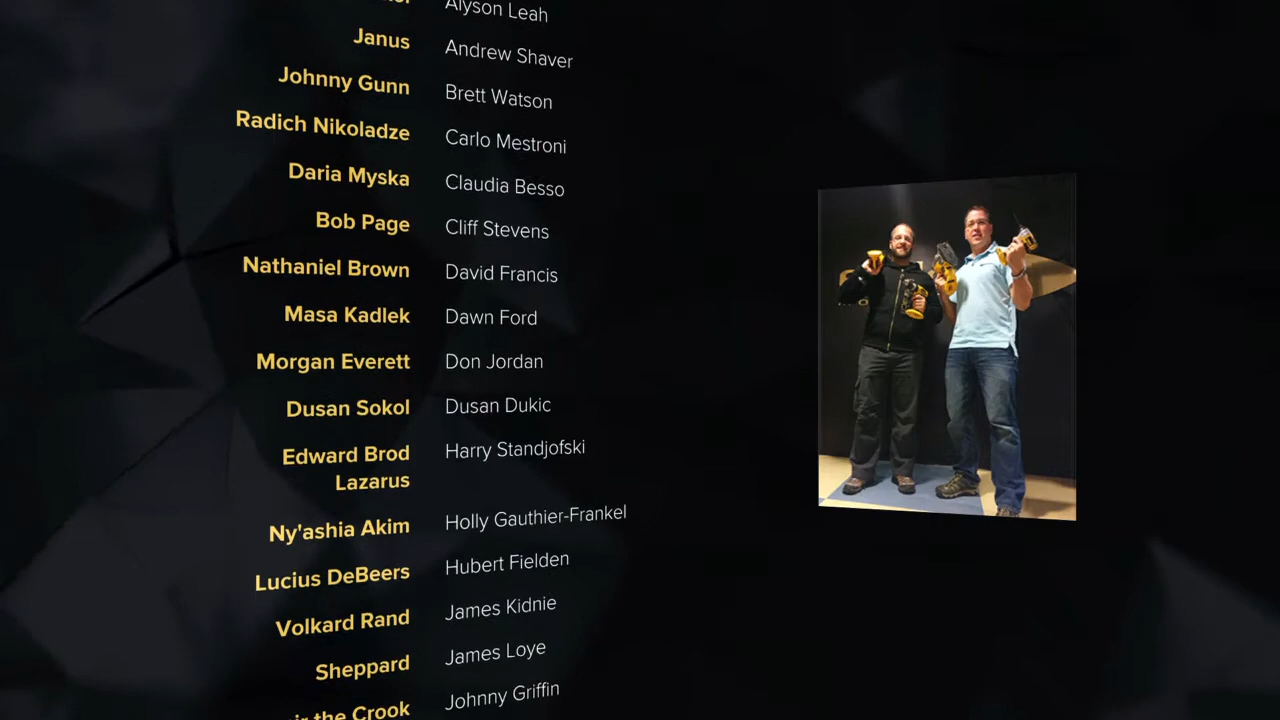 Alyson Leah
Janus Andrew Shaver
Johnny Gunn Brett Watson
Radich Nikoladze Carlo Mestroni
Daria Myska Claudia Besso
Bob Page Cliff Stevens
Nathaniel Brown David Francis
Masa Kadlek Dawn Ford
Morgan Everett Don Jordan
Dusan Sokol Dusan Dukic
Edward Brod Harry Standjofski
Lazarus
Ny'ashia Akim Holly Gauthier-Frankel
Lucius DeBeers Hubert Fielden
Volkard Rand James Kidnie
Sheppard James Loye
the Crook Johnny Griffin